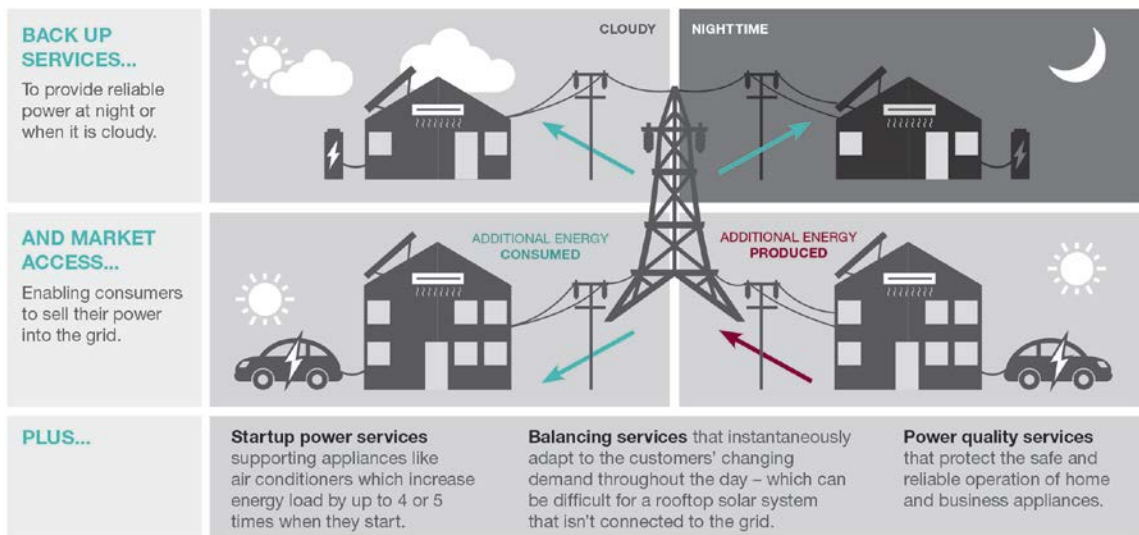 BACK UP
SERVICES...
To provide reliable
power at night or
when it is cloudy.
CLOUDY
NIGHTTIME
AND MARKET
ACCESS...
Enabling consumers
to sell their power
into the grid.
ADDITIONAL ENERGY
CONSUMED
ADDITIONAL ENERGY
PRODUCED
PLUS...
Startup power services
supporting appliances like
air conditioners which increase
energy load by up to 4 or 5
times when they start.
Balancing services that instantaneously
adapt to the customers' changing
demand throughout the day – which can
be difficult for a rooftop solar system
that isn't connected to the grid.
Power quality services
that protect the safe and
reliable operation of home
and business appliances.